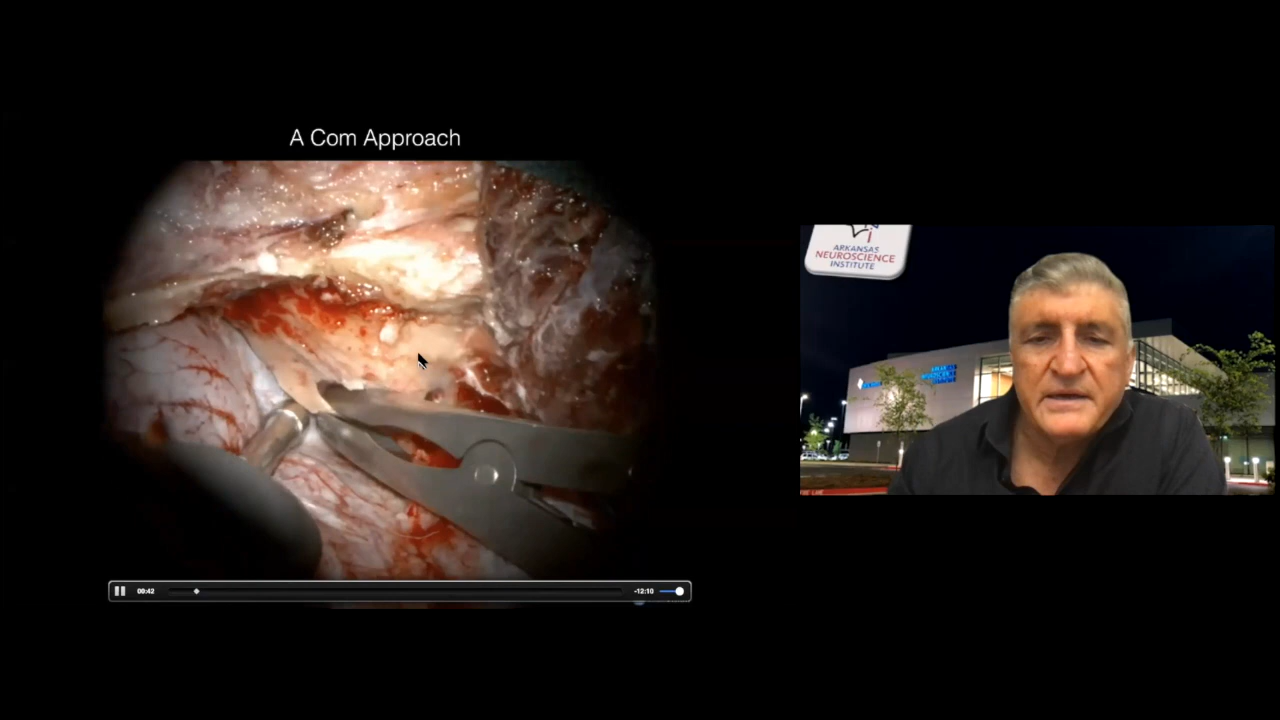 A Com Approach
ARKANSAS
NEUROSCIENCE
INSTITUTE
00:42
-12:10